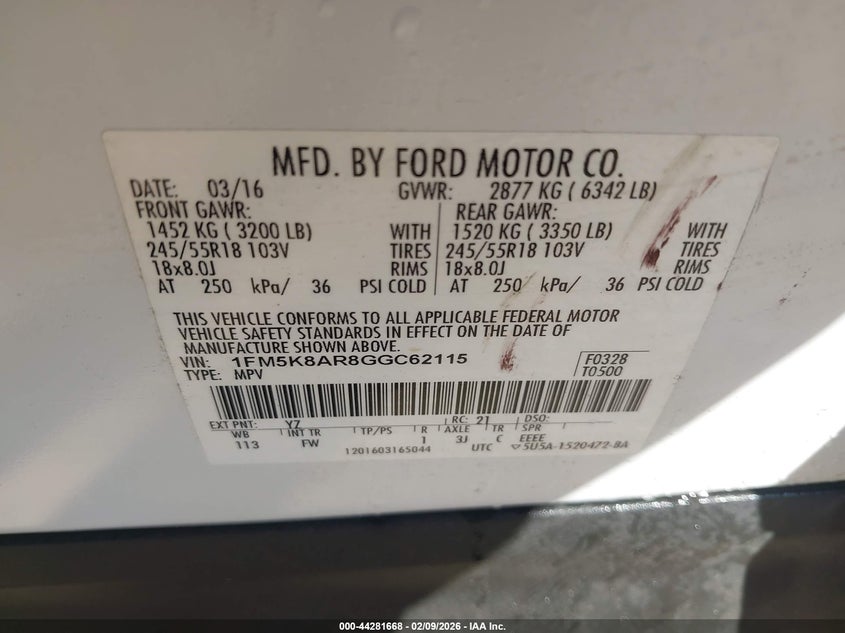 MFD. BY FORD MOTOR CO.
DATE: 03/16 GVWR: 2877 KG ( 6342 LB)
FRONT GAWR: REAR GAWR:
1452 KG ( 3200 LB) WITH 1520 KG ( 3350 LB) WITH
245/55R18 103V TIRES 245/55R18 103V TIRES
18x8.0J RIMS 18x8.0J RIMS
AT 250 kPa/ 36 PSI COLD AT 250 kPa/ 36 PSI COLD
THIS VEHICLE CONFORMS TO ALL APPLICABLE FEDERAL MOTOR
VEHICLE SAFETY STANDARDS IN EFFECT ON THE DATE OF
MANUFACTURE SHOWN ABOVE.
VIN: 1FM5K8AR8GGC62115 F0328
TYPE: MPV T0500
EXT PNT: YZ RC: 21 DSO:
WB INT TR TP/PS R AXLE TR SPR
113 FW 1 3J C EEEE
1201603165044 UTC 5U5A-1520472-BA
000-44281668 - 02/09/2026 - IAA Inc.